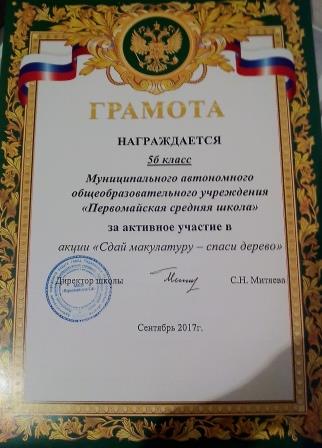 ГРАМОТА
НАГРАЖДАЕТСЯ
5б класс
Муниципального автономного
общеобразовательного учреждения
«Первомайская средняя школа»
за активное участие в
акции «Сдай макулатуру – спаси дерево»
Директор школы С.Н. Митяева
Сентябрь 2017г.